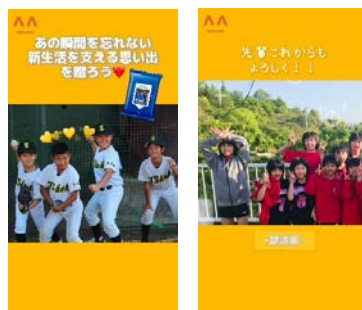 あの瞬間を忘れない
新生活を支える思い出
を贈ろう❤️
先輩これからも
よろしく！！